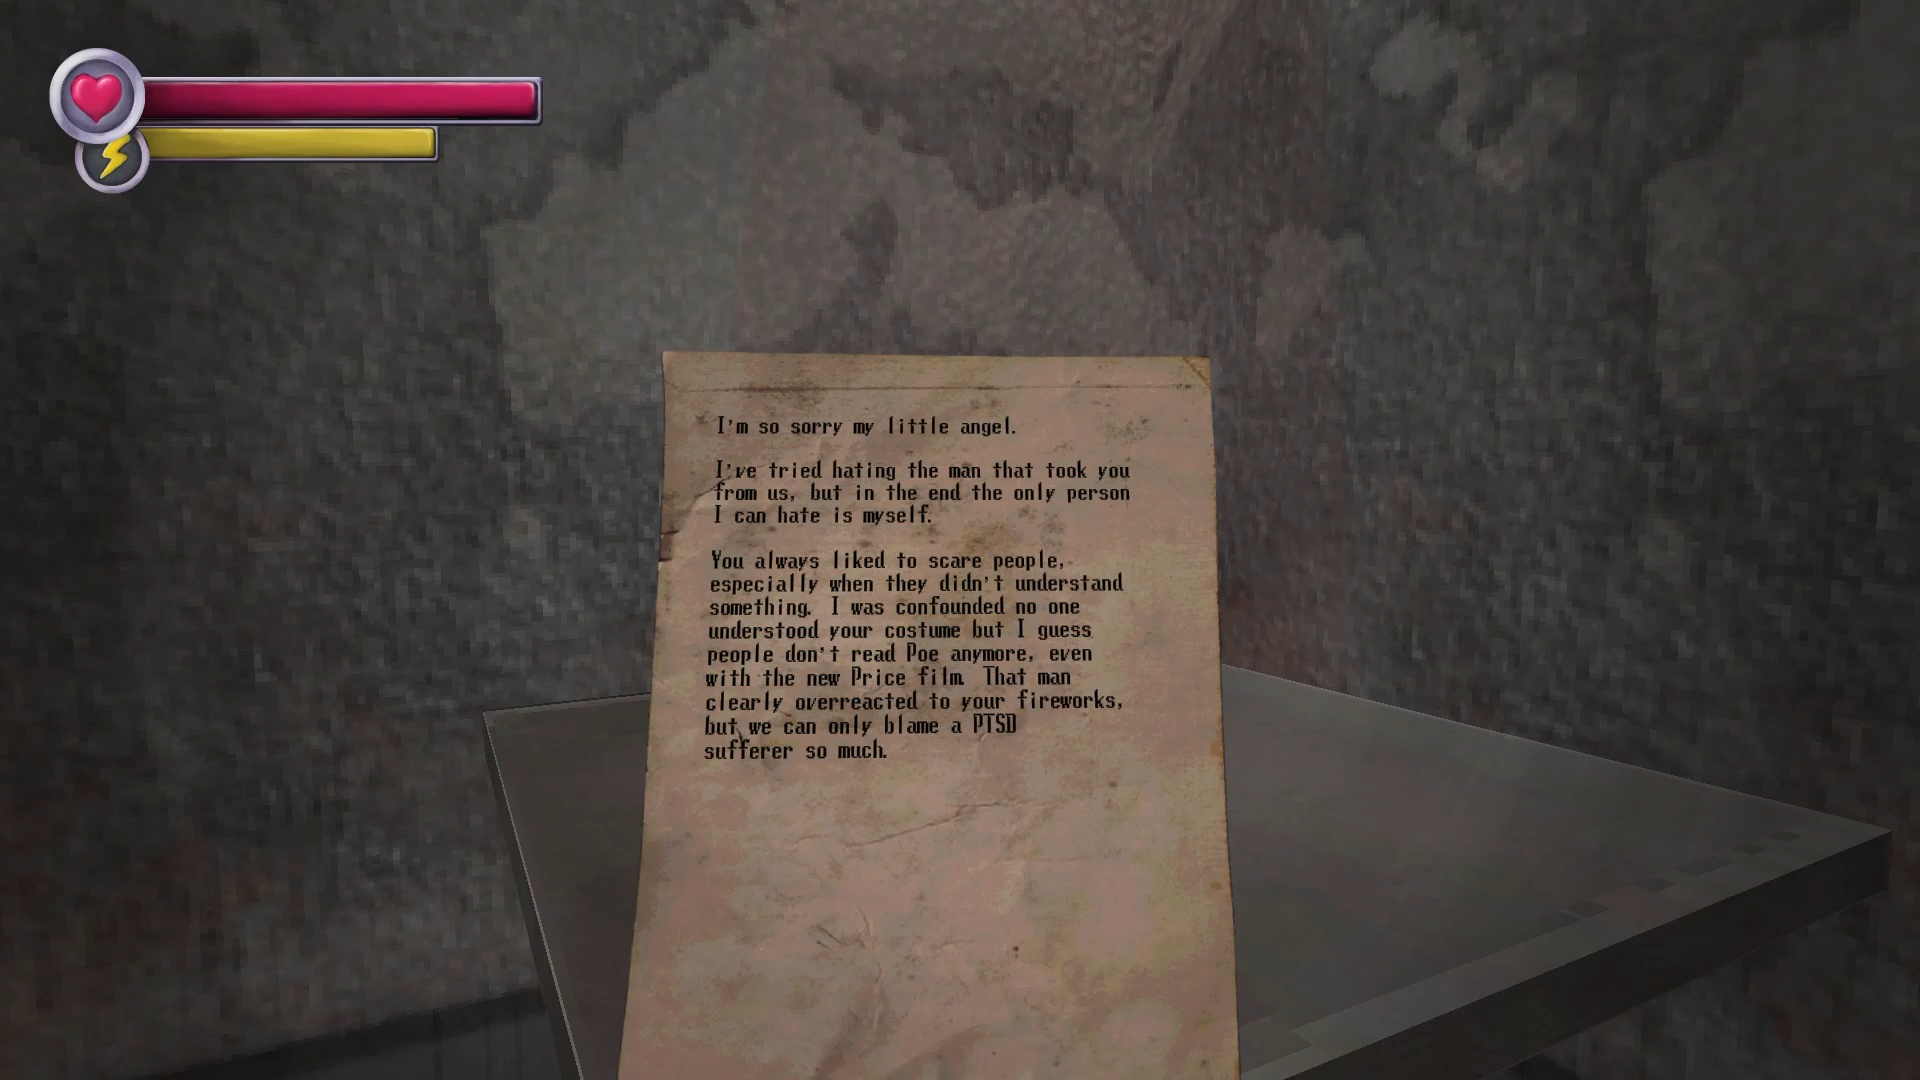 I'm so sorry my little angel.
I've tried hating the man that took you
from us, but in the end the only person
I can hate is myself.
You always liked to scare people,
especially when they didn't understand
something.  I was confounded no one
understood your costume but I guess
people don't read Poe anymore, even
with the new Price film.  That man
clearly overreacted to your fireworks,
but we can only blame a PTSD
sufferer so much.